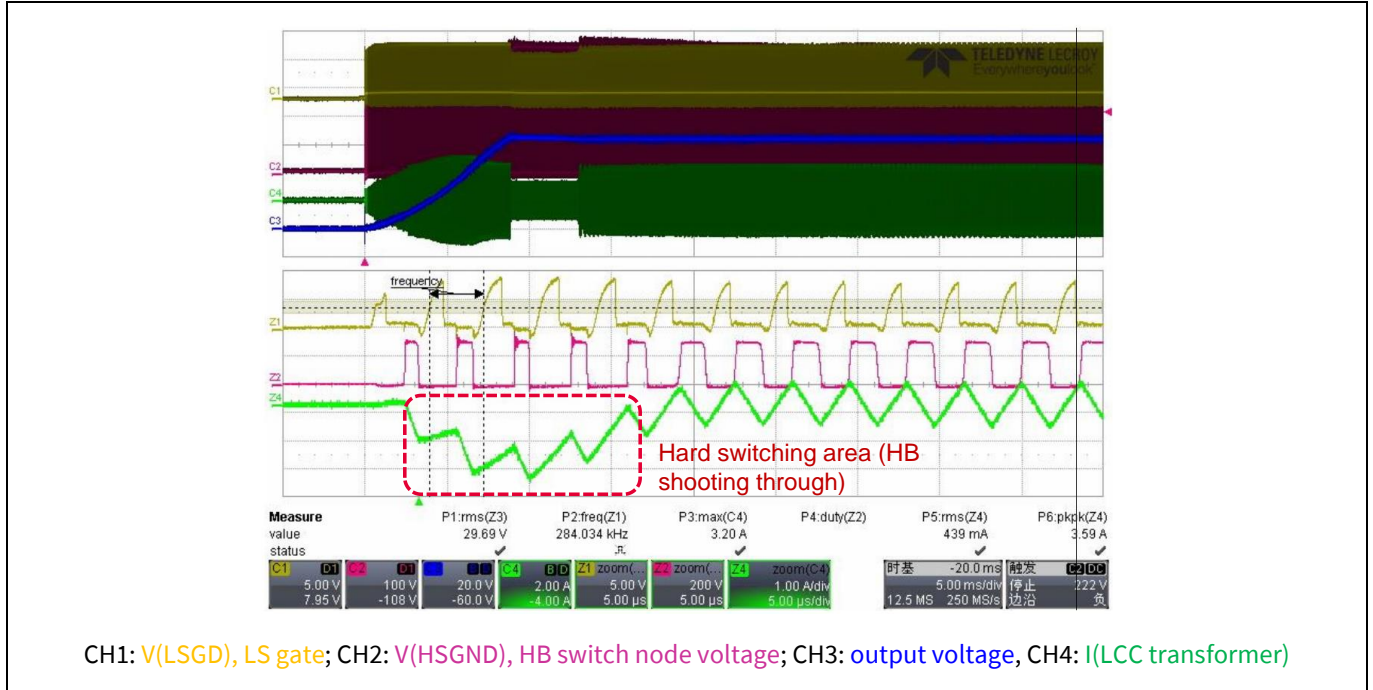 TELEDYNE LECROY
Everywhereyoulook
C1
C2
C4
C3
frequency
Z1
Z2
Z4
Hard switching area (HB
shooting through)
Measure P1:rms(Z3) P2:freq(Z1) P3:max(C4) P4:duty(Z2) P5:rms(Z4) P6:pkpk(Z4)
value 29.69 V 284.034 kHz 3.20 A 439 mA 3.59 A
status
C1 D1 C2 D1 C4 B D Z1 zoom(... Z2 zoom(... Z4 zoom(C4) 时基 -20.0 ms 触发 C2 DC
5.00 V 100 V 20.0 V 2.00 A 5.00 V 200 V 1.00 A/div 5.00 ms/div 停止 222 V
7.95 V -108 V -60.0 V -4.00 A 5.00 µs 5.00 µs 5.00 µs/div 12.5 MS 250 MS/s 边沿 负
CH1: V(LSGD), LS gate; CH2: V(HSGND), HB switch node voltage; CH3: output voltage, CH4: I(LCC transformer)